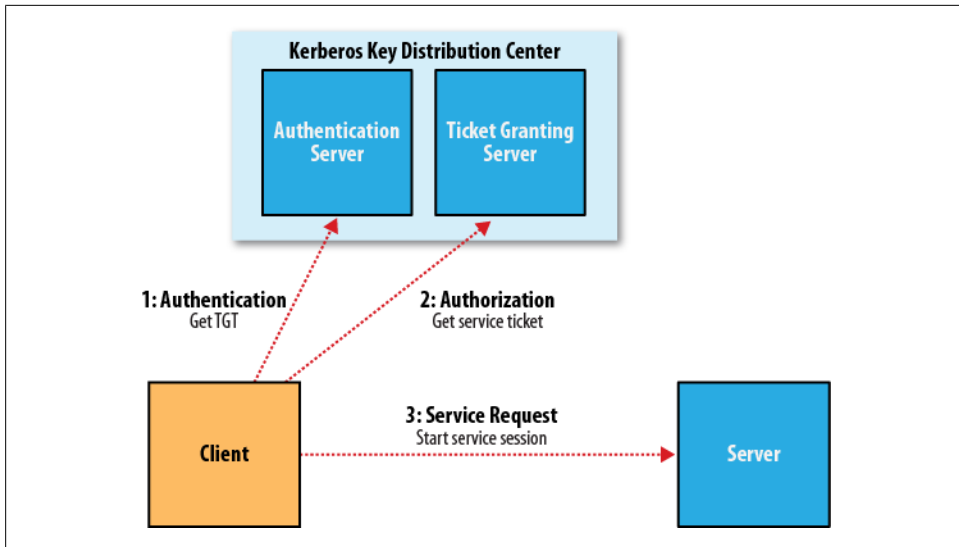 Kerberos Key Distribution Center
Authentication
Server
Ticket Granting
Server
1: Authentication
Get TGT
2: Authorization
Get service ticket
3: Service Request
Start service session
Client
Server